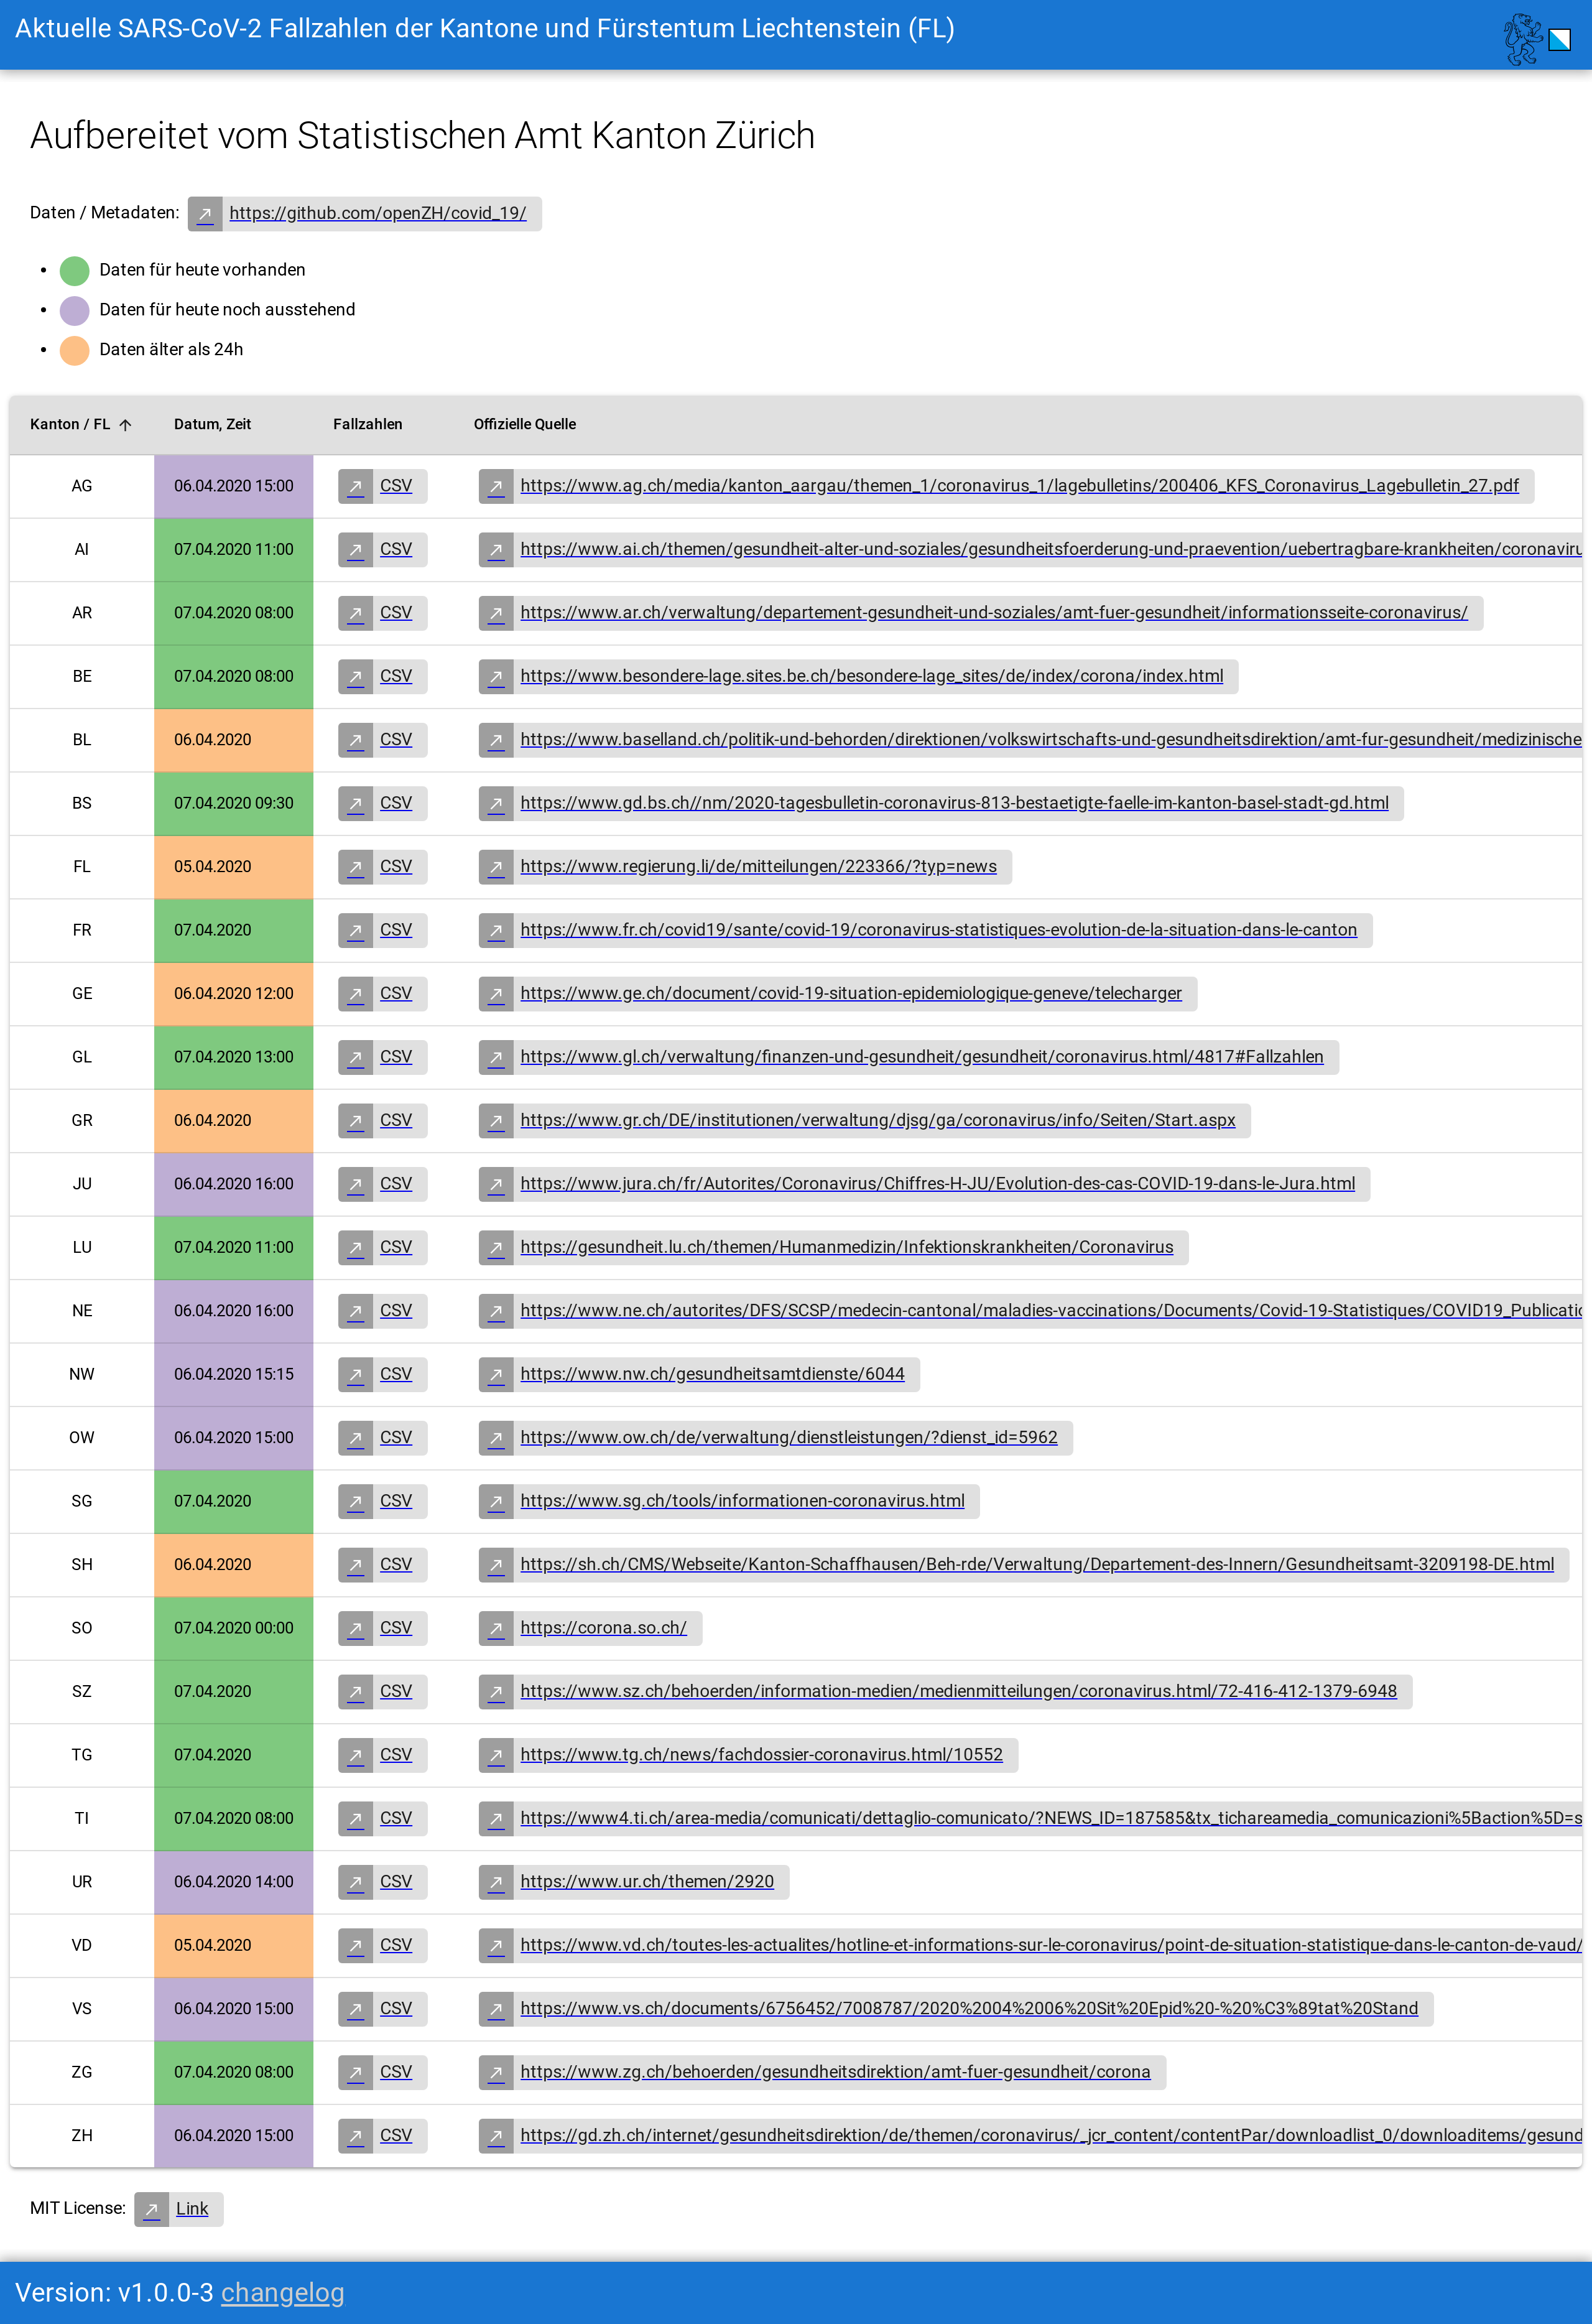 Aktuelle SARS-CoV-2 Fallzahlen der Kantone und Fürstentum Liechtenstein (FL)
Aufbereitet vom Statistischen Amt Kanton Zürich
Daten / Metadaten: https://github.com/openZH/covid_19/
Daten für heute vorhanden
Daten für heute noch ausstehend
Daten älter als 24h
Kanton / FL Datum, Zeit Fallzahlen Offizielle Quelle
AG 06.04.2020 15:00 CSV https://www.ag.ch/media/kanton_aargau/themen_1/coronavirus_1/lagebulletins/200406_KFS_Coronavirus_Lagebulletin_27.pdf
AI 07.04.2020 11:00 CSV https://www.ai.ch/themen/gesundheit-alter-und-soziales/gesundheitsfoerderung-und-praevention/uebertragbare-krankheiten/coronaviru
AR 07.04.2020 08:00 CSV https://www.ar.ch/verwaltung/departement-gesundheit-und-soziales/amt-fuer-gesundheit/informationsseite-coronavirus/
BE 07.04.2020 08:00 CSV https://www.besondere-lage.sites.be.ch/besondere-lage_sites/de/index/corona/index.html
BL 06.04.2020 CSV https://www.baselland.ch/politik-und-behorden/direktionen/volkswirtschafts-und-gesundheitsdirektion/amt-fur-gesundheit/medizinische
BS 07.04.2020 09:30 CSV https://www.gd.bs.ch//nm/2020-tagesbulletin-coronavirus-813-bestaetigte-faelle-im-kanton-basel-stadt-gd.html
FL 05.04.2020 CSV https://www.regierung.li/de/mitteilungen/223366/?typ=news
FR 07.04.2020 CSV https://www.fr.ch/covid19/sante/covid-19/coronavirus-statistiques-evolution-de-la-situation-dans-le-canton
GE 06.04.2020 12:00 CSV https://www.ge.ch/document/covid-19-situation-epidemiologique-geneve/telecharger
GL 07.04.2020 13:00 CSV https://www.gl.ch/verwaltung/finanzen-und-gesundheit/gesundheit/coronavirus.html/4817#Fallzahlen
GR 06.04.2020 CSV https://www.gr.ch/DE/institutionen/verwaltung/djsg/ga/coronavirus/info/Seiten/Start.aspx
JU 06.04.2020 16:00 CSV https://www.jura.ch/fr/Autorites/Coronavirus/Chiffres-H-JU/Evolution-des-cas-COVID-19-dans-le-Jura.html
LU 07.04.2020 11:00 CSV https://gesundheit.lu.ch/themen/Humanmedizin/Infektionskrankheiten/Coronavirus
NE 06.04.2020 16:00 CSV https://www.ne.ch/autorites/DFS/SCSP/medecin-cantonal/maladies-vaccinations/Documents/Covid-19-Statistiques/COVID19_Publicatio
NW 06.04.2020 15:15 CSV https://www.nw.ch/gesundheitsamtdienste/6044
OW 06.04.2020 15:00 CSV https://www.ow.ch/de/verwaltung/dienstleistungen/?dienst_id=5962
SG 07.04.2020 CSV https://www.sg.ch/tools/informationen-coronavirus.html
SH 06.04.2020 CSV https://sh.ch/CMS/Webseite/Kanton-Schaffhausen/Beh-rde/Verwaltung/Departement-des-Innern/Gesundheitsamt-3209198-DE.html
SO 07.04.2020 00:00 CSV https://corona.so.ch/
SZ 07.04.2020 CSV https://www.sz.ch/behoerden/information-medien/medienmitteilungen/coronavirus.html/72-416-412-1379-6948
TG 07.04.2020 CSV https://www.tg.ch/news/fachdossier-coronavirus.html/10552
TI 07.04.2020 08:00 CSV https://www4.ti.ch/area-media/comunicati/dettaglio-comunicato/?NEWS_ID=187585&tx_tichareamedia_comunicazioni%5Baction%5D=s
UR 06.04.2020 14:00 CSV https://www.ur.ch/themen/2920
VD 05.04.2020 CSV https://www.vd.ch/toutes-les-actualites/hotline-et-informations-sur-le-coronavirus/point-de-situation-statistique-dans-le-canton-de-vaud/
VS 06.04.2020 15:00 CSV https://www.vs.ch/documents/6756452/7008787/2020%2004%2006%20Sit%20Epid%20-%20%C3%89tat%20Stand
ZG 07.04.2020 08:00 CSV https://www.zg.ch/behoerden/gesundheitsdirektion/amt-fuer-gesundheit/corona
ZH 06.04.2020 15:00 CSV https://gd.zh.ch/internet/gesundheitsdirektion/de/themen/coronavirus/_jcr_content/contentPar/downloadlist_0/downloaditems/gesund
MIT License: Link
Version: v1.0.0-3 changelog